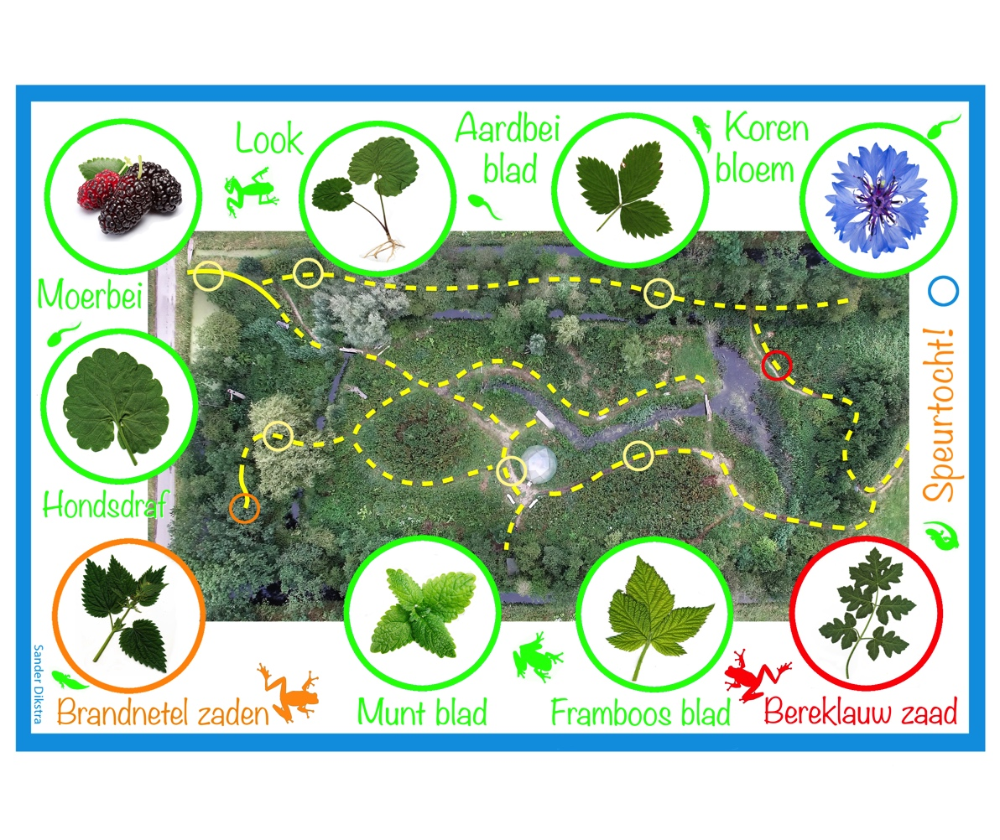 Look
Aardbei
blad
Koren
bloem
Moerbei
Hondsdraf
Speurtocht!
Brandnetel zaden
Munt blad
Framboos blad
Bereklauw zaad
Sander Dikstra